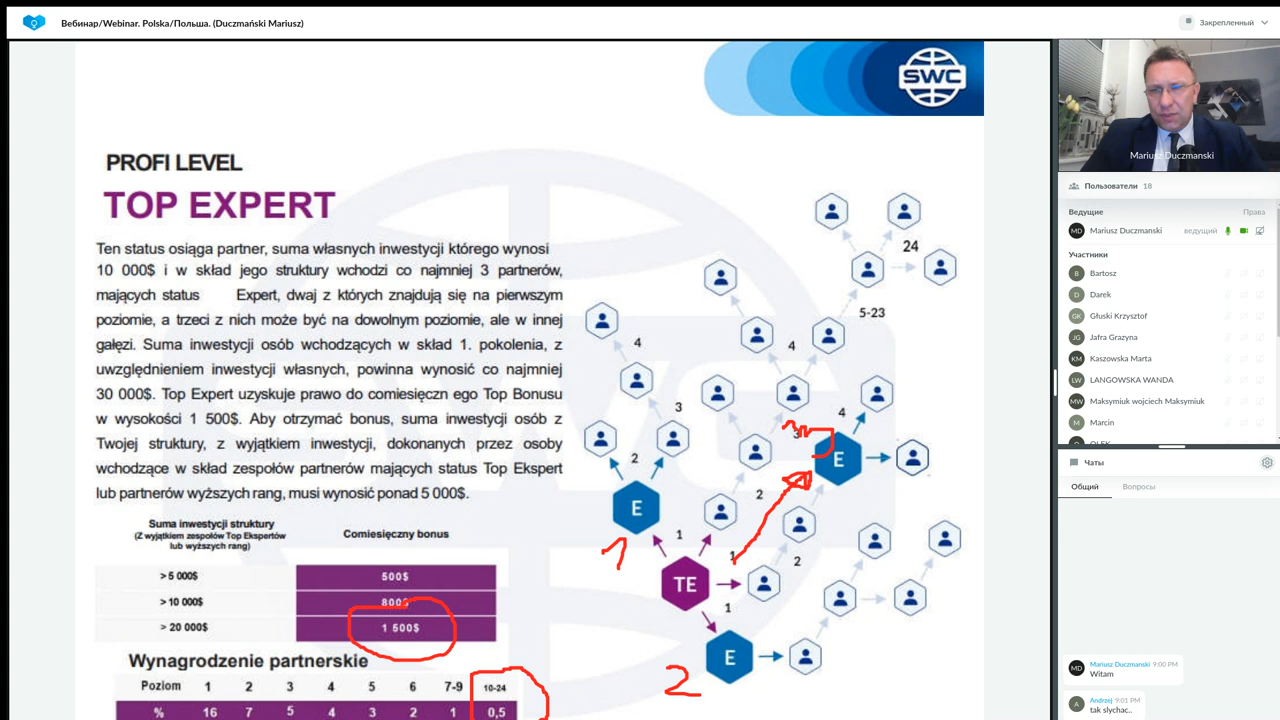 Вебинар/Webinar. Polska/Польша. (Duczmański Mariusz)
Закрепленный
SWC
PROFI LEVEL
TOP EXPERT
Ten status osiąga partner, suma własnych inwestycji którego wynosi
10 000$ i w skład jego struktury wchodzi co najmniej 3 partnerów,
mających status Expert, dwaj z których znajdują się na pierwszym
poziomie, a trzeci z nich może być na dowolnym poziomie, ale w innej
gałęzi. Suma inwestycji osób wchodzących w skład 1. pokolenia, z
uwzględnieniem inwestycji własnych, powinna wynosić co najmniej
30 000$. Top Expert uzyskuje prawo do comiesięczn ego Top Bonusu
w wysokości 1 500$. Aby otrzymać bonus, suma inwestycji osób z
Twojej struktury, z wyjątkiem inwestycji, dokonanych przez osoby
wchodzące w skład zespołów partnerów mających status Top Ekspert
lub partnerów wyższych rang, musi wynosić ponad 5 000$.
Suma inwestycji struktury
(Z wyjątkiem zespołów Top Ekspertów
lub wyższych rang)
Comiesięczny bonus
> 5 000$ 500$
> 10 000$ 800$
> 20 000$ 1 500$
Wynagrodzenie partnerskie
Poziom 1 2 3 4 5 6 7-9 10-24
% 16 7 5 4 3 2 1 0,5
24
5-23
4
4
3
4
3
E
2
E
2
1
1
1
TE
2
1
E
2
Mariusz Duczmanski
Пользователи 18
Ведущие Права
MD Mariusz Duczmanski ведущий
Участники
B Bartosz
D Darek
GK Głuski Krzysztof
JG Jafra Grazyna
KM Kaszowska Marta
LW LANGOWSKA WANDA
MW Maksymiuk wojciech Maksymiuk
M Marcin
Чаты
Общий Вопросы
MD Mariusz Duczmanski 9:00 PM
Witam
A Andrzej 9:01 PM
tak slychac..